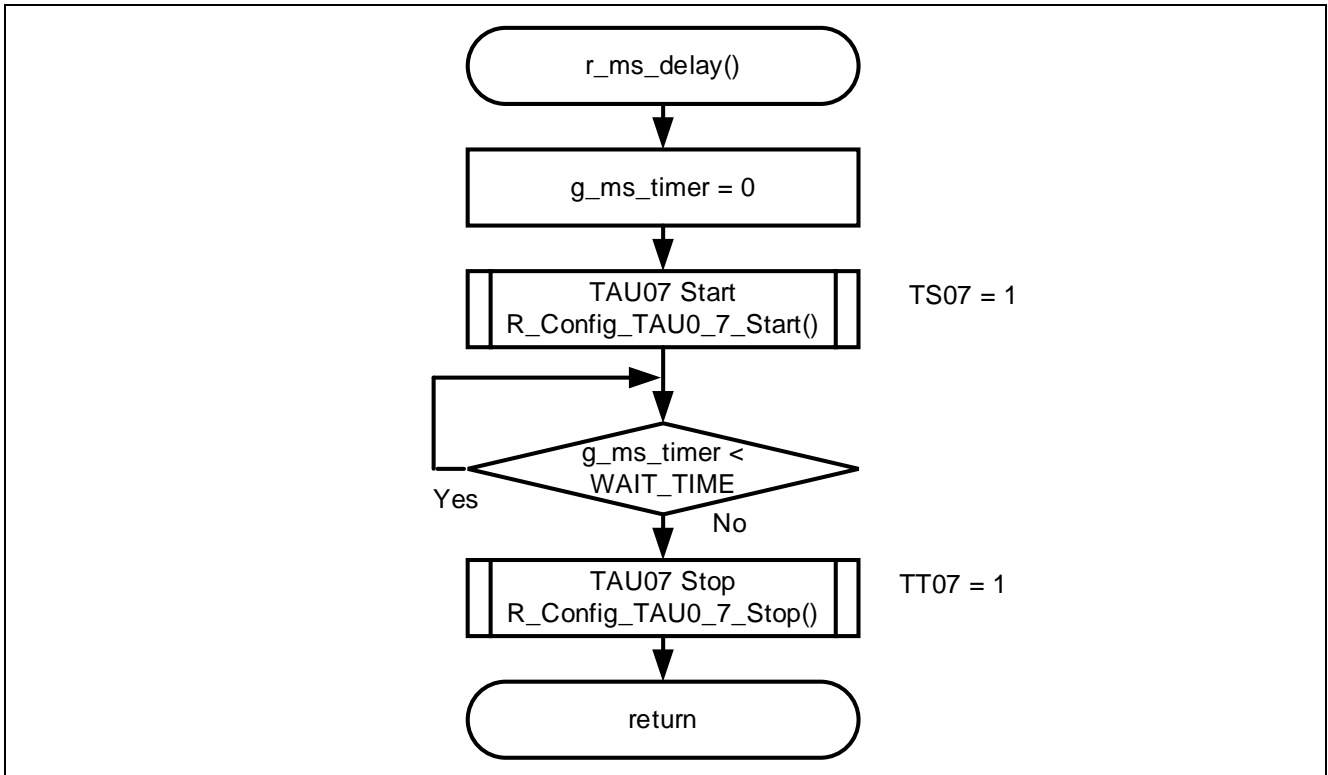 r_ms_delay()
g_ms_timer = 0
TAU07 Start
R_Config_TAU0_7_Start()
TS07 = 1
g_ms_timer <
WAIT_TIME
Yes
No
TAU07 Stop
R_Config_TAU0_7_Stop()
TT07 = 1
return